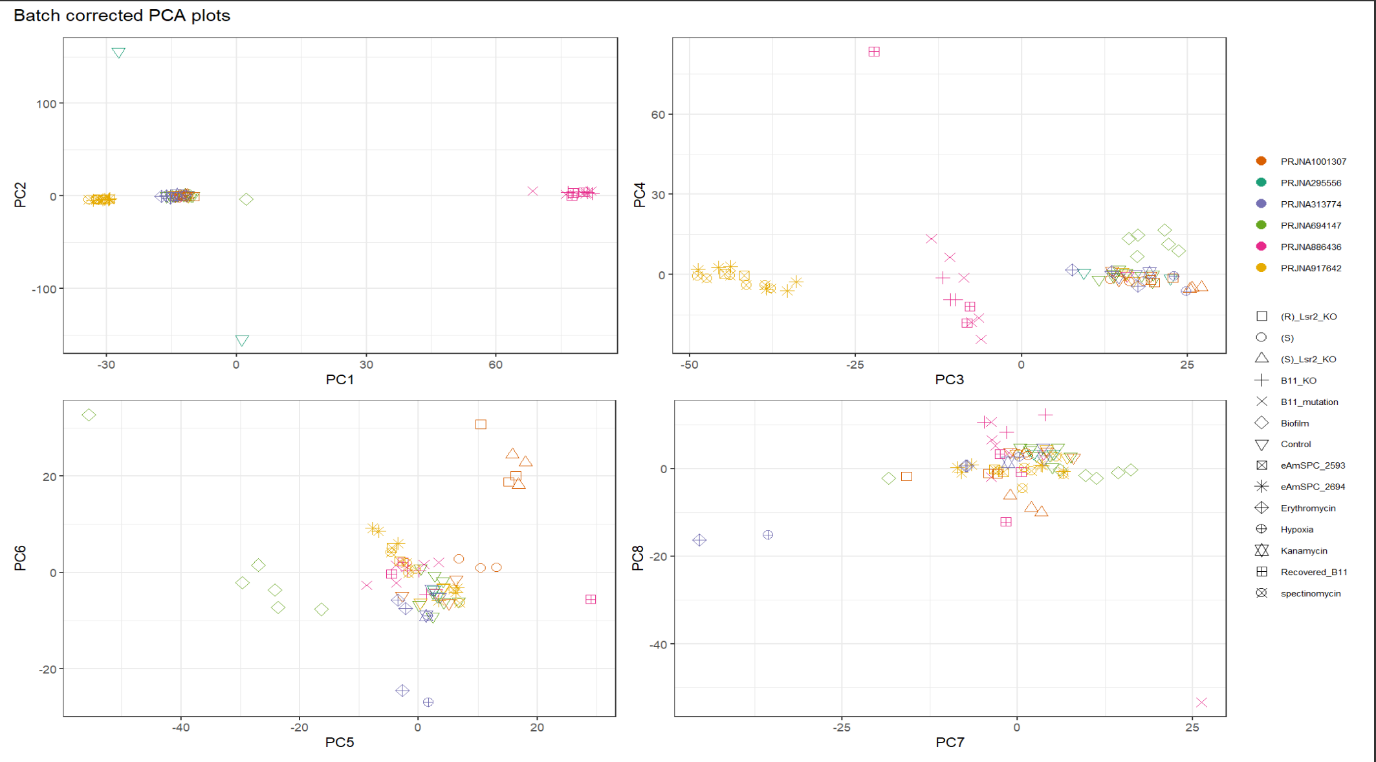 Batch corrected PCA plots
PC2
100
0
-100
-30
0
30
60
PC1
PC4
60
30
0
-50
-25
0
25
PC3
PC6
20
0
-20
-40
-20
0
20
PC5
PC8
0
-20
-40
-25
0
25
PC7
PRJNA1001307
PRJNA295556
PRJNA313774
PRJNA694147
PRJNA886436
PRJNA917642
(R)_Lsr2_KO
(S)
(S)_Lsr2_KO
B11_KO
B11_mutation
Biofilm
Control
eAmSPC_2593
eAmSPC_2694
Erythromycin
Hypoxia
Kanamycin
Recovered_B11
spectinomycin